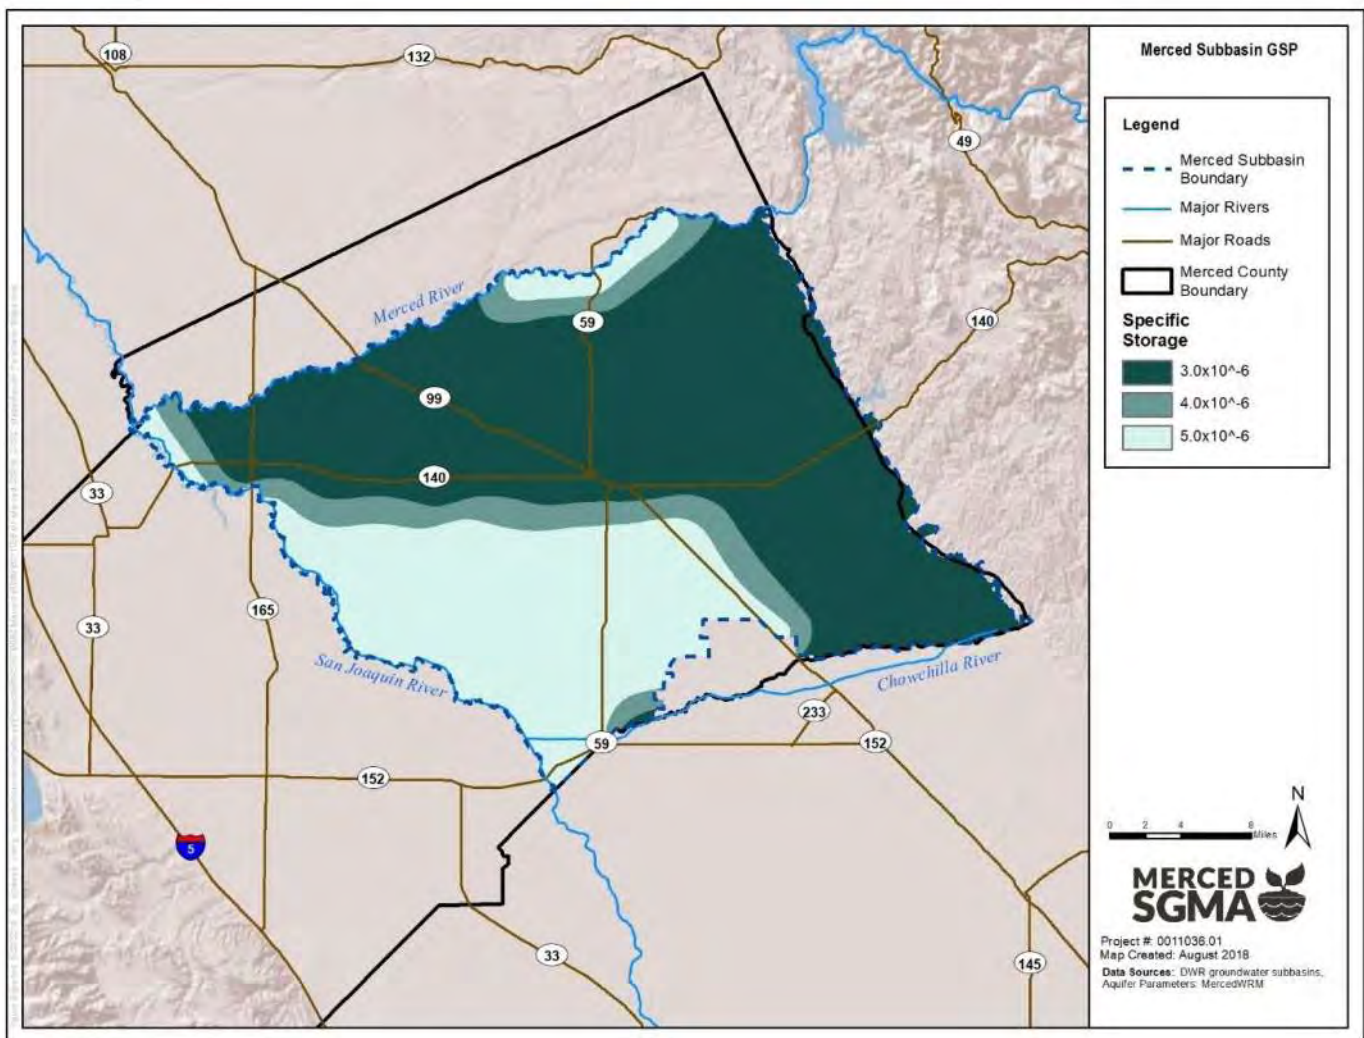 Merced Subbasin GSP
Legend
Merced Subbasin
Boundary
Major Rivers
Major Roads
Merced County
Boundary
Specific
Storage
3.0x10^-6
4.0x10^-6
5.0x10^-6
108
132
49
Merced River
59
140
99
140
33
165
33
San Joaquin River
Chowchilla River
233
59
152
152
5
33
145
N
0 2 4 8
Miles
MERCED
SGMA
Project #: 0011036.01
Map Created: August 2018
Data Sources: DWR groundwater subbasins,
Aquifer Parameters: MercedWRM